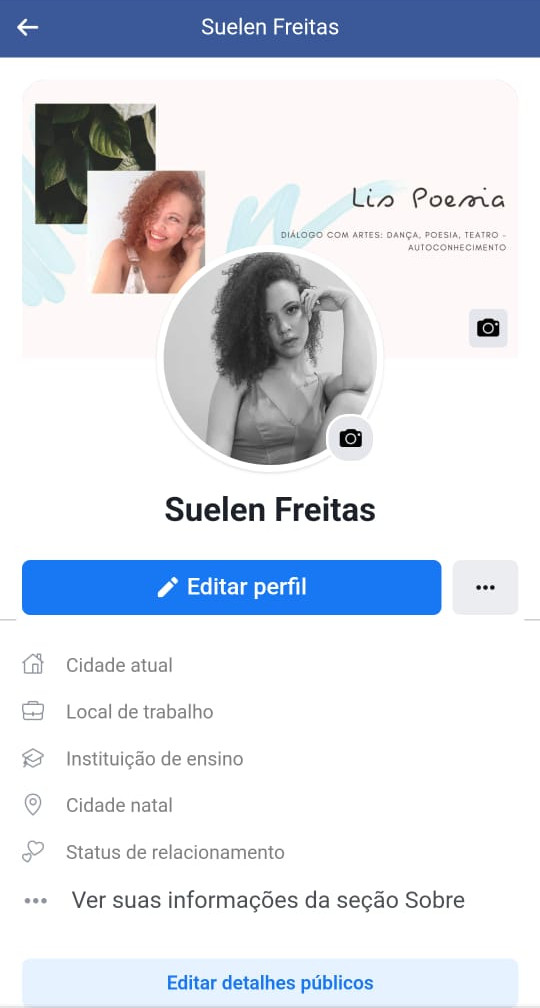 Suelen Freitas
Lis Poesia
DIÁLOGO COM ARTES: DANÇA, POESIA, TEATRO -
AUTOCONHECIMENTO
Suelen Freitas
Editar perfil
Cidade atual
Local de trabalho
Instituição de ensino
Cidade natal
Status de relacionamento
Ver suas informações da seção Sobre
Editar detalhes públicos